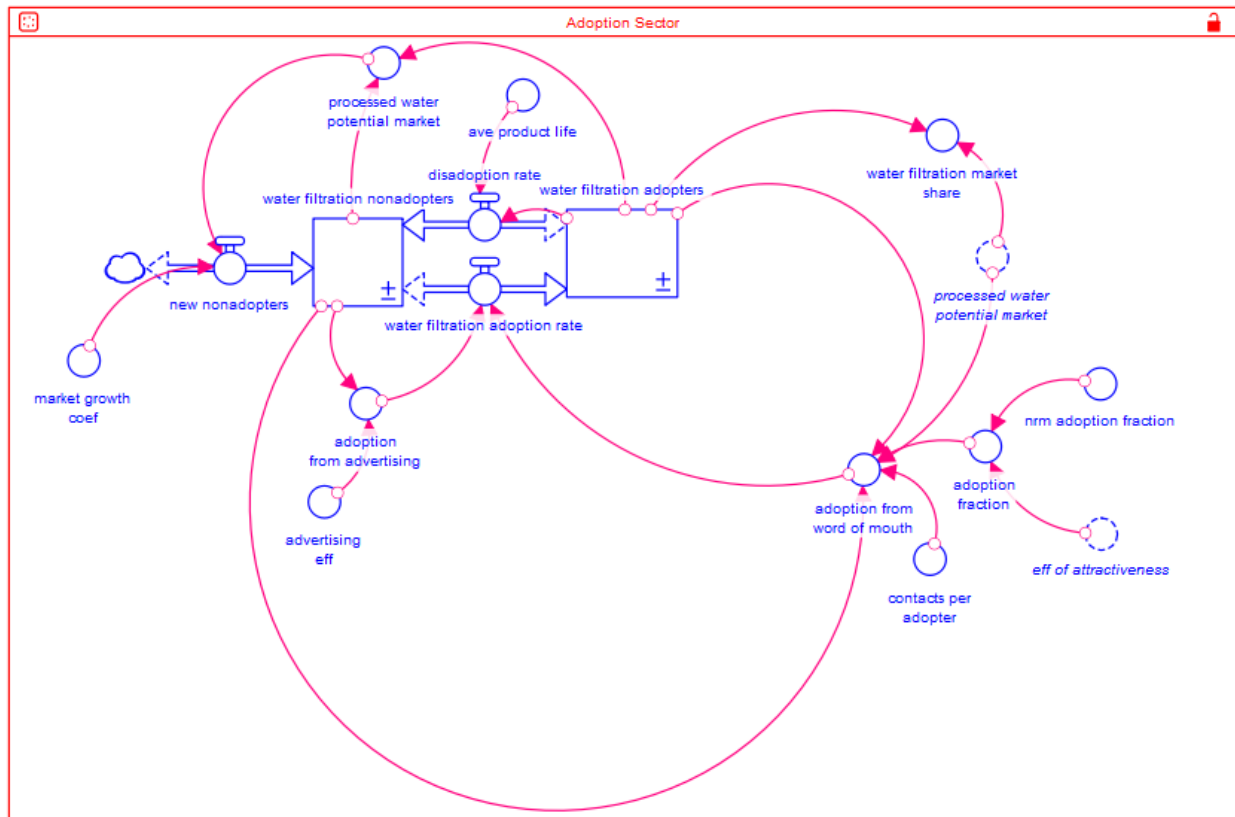 Adoption Sector
processed water
potential market
ave product life
water filtration market
share
disadoption rate
water filtration nonadopters
water filtration adopters
new nonadopters
processed water
potential market
water filtration adoption rate
market growth
coef
nrm adoption fraction
adoption
from advertising
adoption
fraction
adoption from
word of mouth
advertising
eff
eff of attractiveness
contacts per
adopter